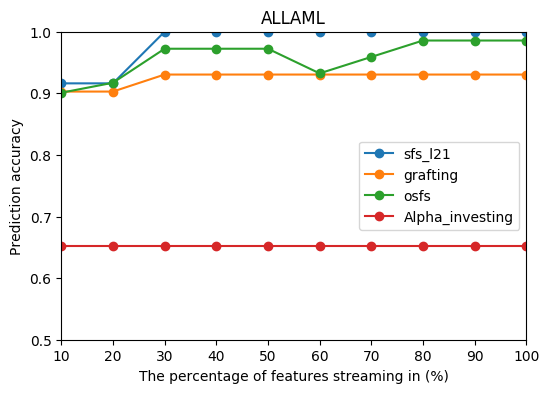 ALLAML
Prediction accuracy
1.0
0.9
0.8
0.7
0.6
0.5
sfs_l21
grafting
osfs
Alpha_investing
10 20 30 40 50 60 70 80 90 100
The percentage of features streaming in (%)